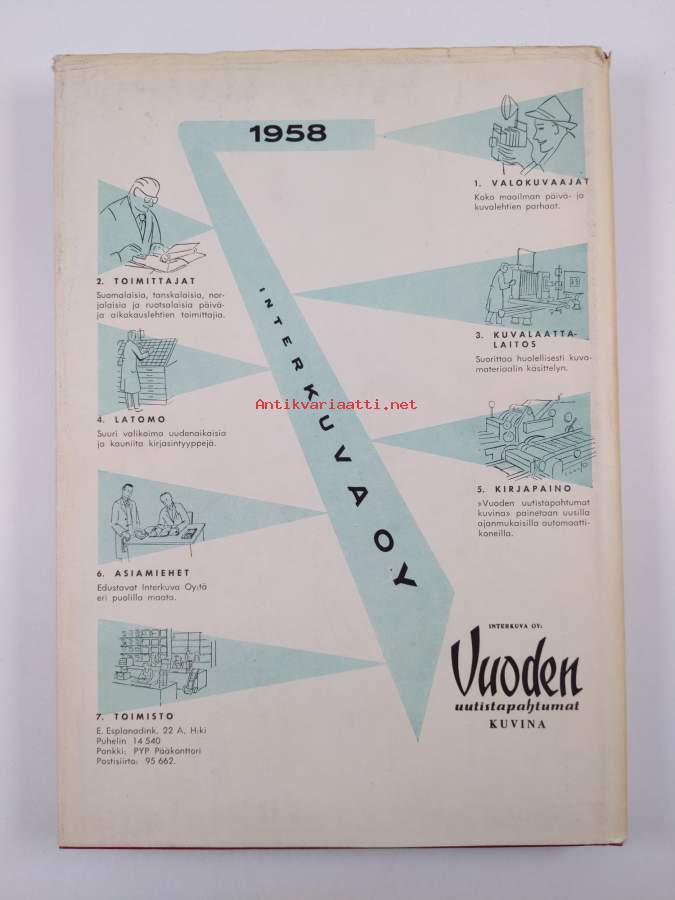 1958
1. VALOKUVAAJAT
Koko maailman päivä- ja
kuvalehtien parhaat.
2. TOIMITTAJAT
Suomalaisia, tanskalaisia, nor-
jalaisia ja ruotsalaisia päivä-
ja aikakauslehtien toimittajia.
3. KUVALAATTA-
LAITOS
Suorittaa huolellisesti kuva-
materiaalin käsittelyn.
INTERKUVA OY
Antikvariaatti.net
4. LATOMO
Suuri valikoima uudenaikaisia
ja kauniita kirjasintyyppejä.
5. KIRJAPAINO
»Vuoden uutistapahtumat
kuvina» painetaan uusilla
ajanmukaisilla automaatti-
koneilla.
6. ASIAMIEHET
Edustavat Interkuva Oy:tä
eri puolilla maata.
7. TOIMISTO
E. Esplanadink. 22 A, H:ki
Puhelin 14 540
Pankki: PYP Pääkonttori
Postisiirto: 95 662.
INTERKUVA OY:
Vuoden
uutistapahtumat
KUVINA